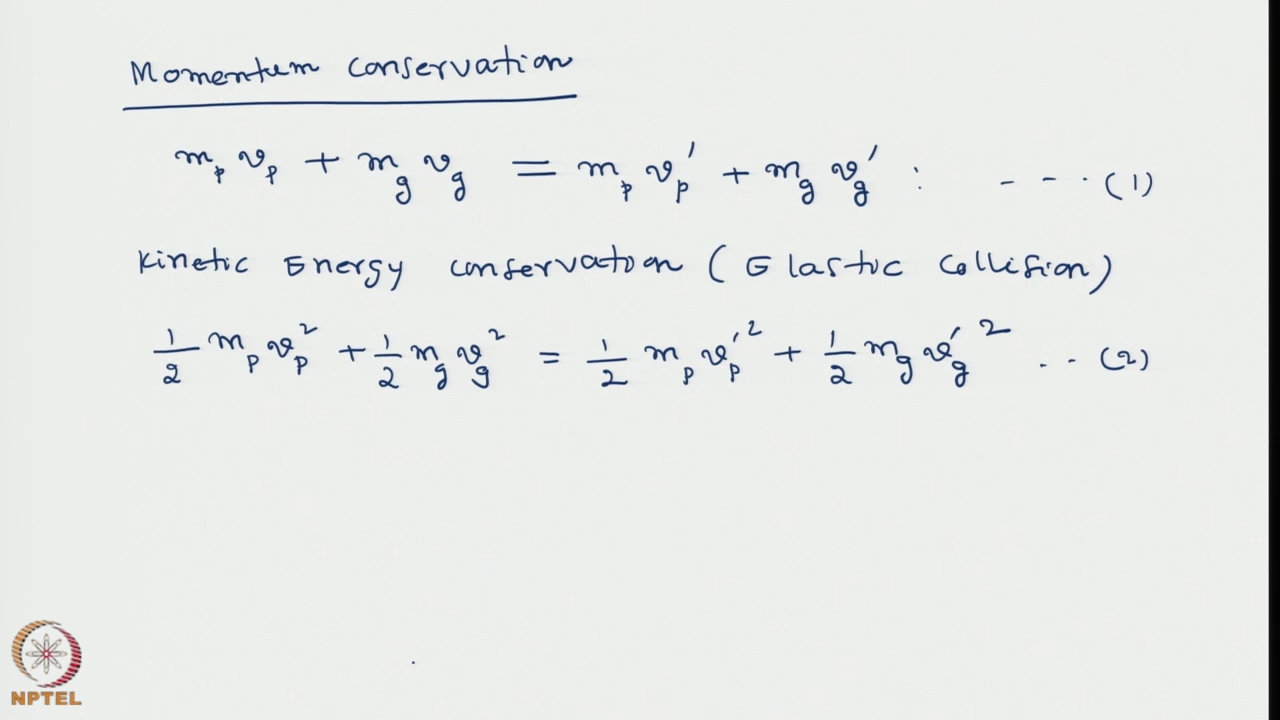 Momentum conservation
m_p v_p + m_g v_g = m_p v_p' + m_g v_g' : - - · (1)
Kinetic Energy conservation (Elastic Collision)
1/2 m_p v_p^2 + 1/2 m_g v_g^2 = 1/2 m_p v_p'^2 + 1/2 m_g v_g'^2 . - - (2)
NPTEL